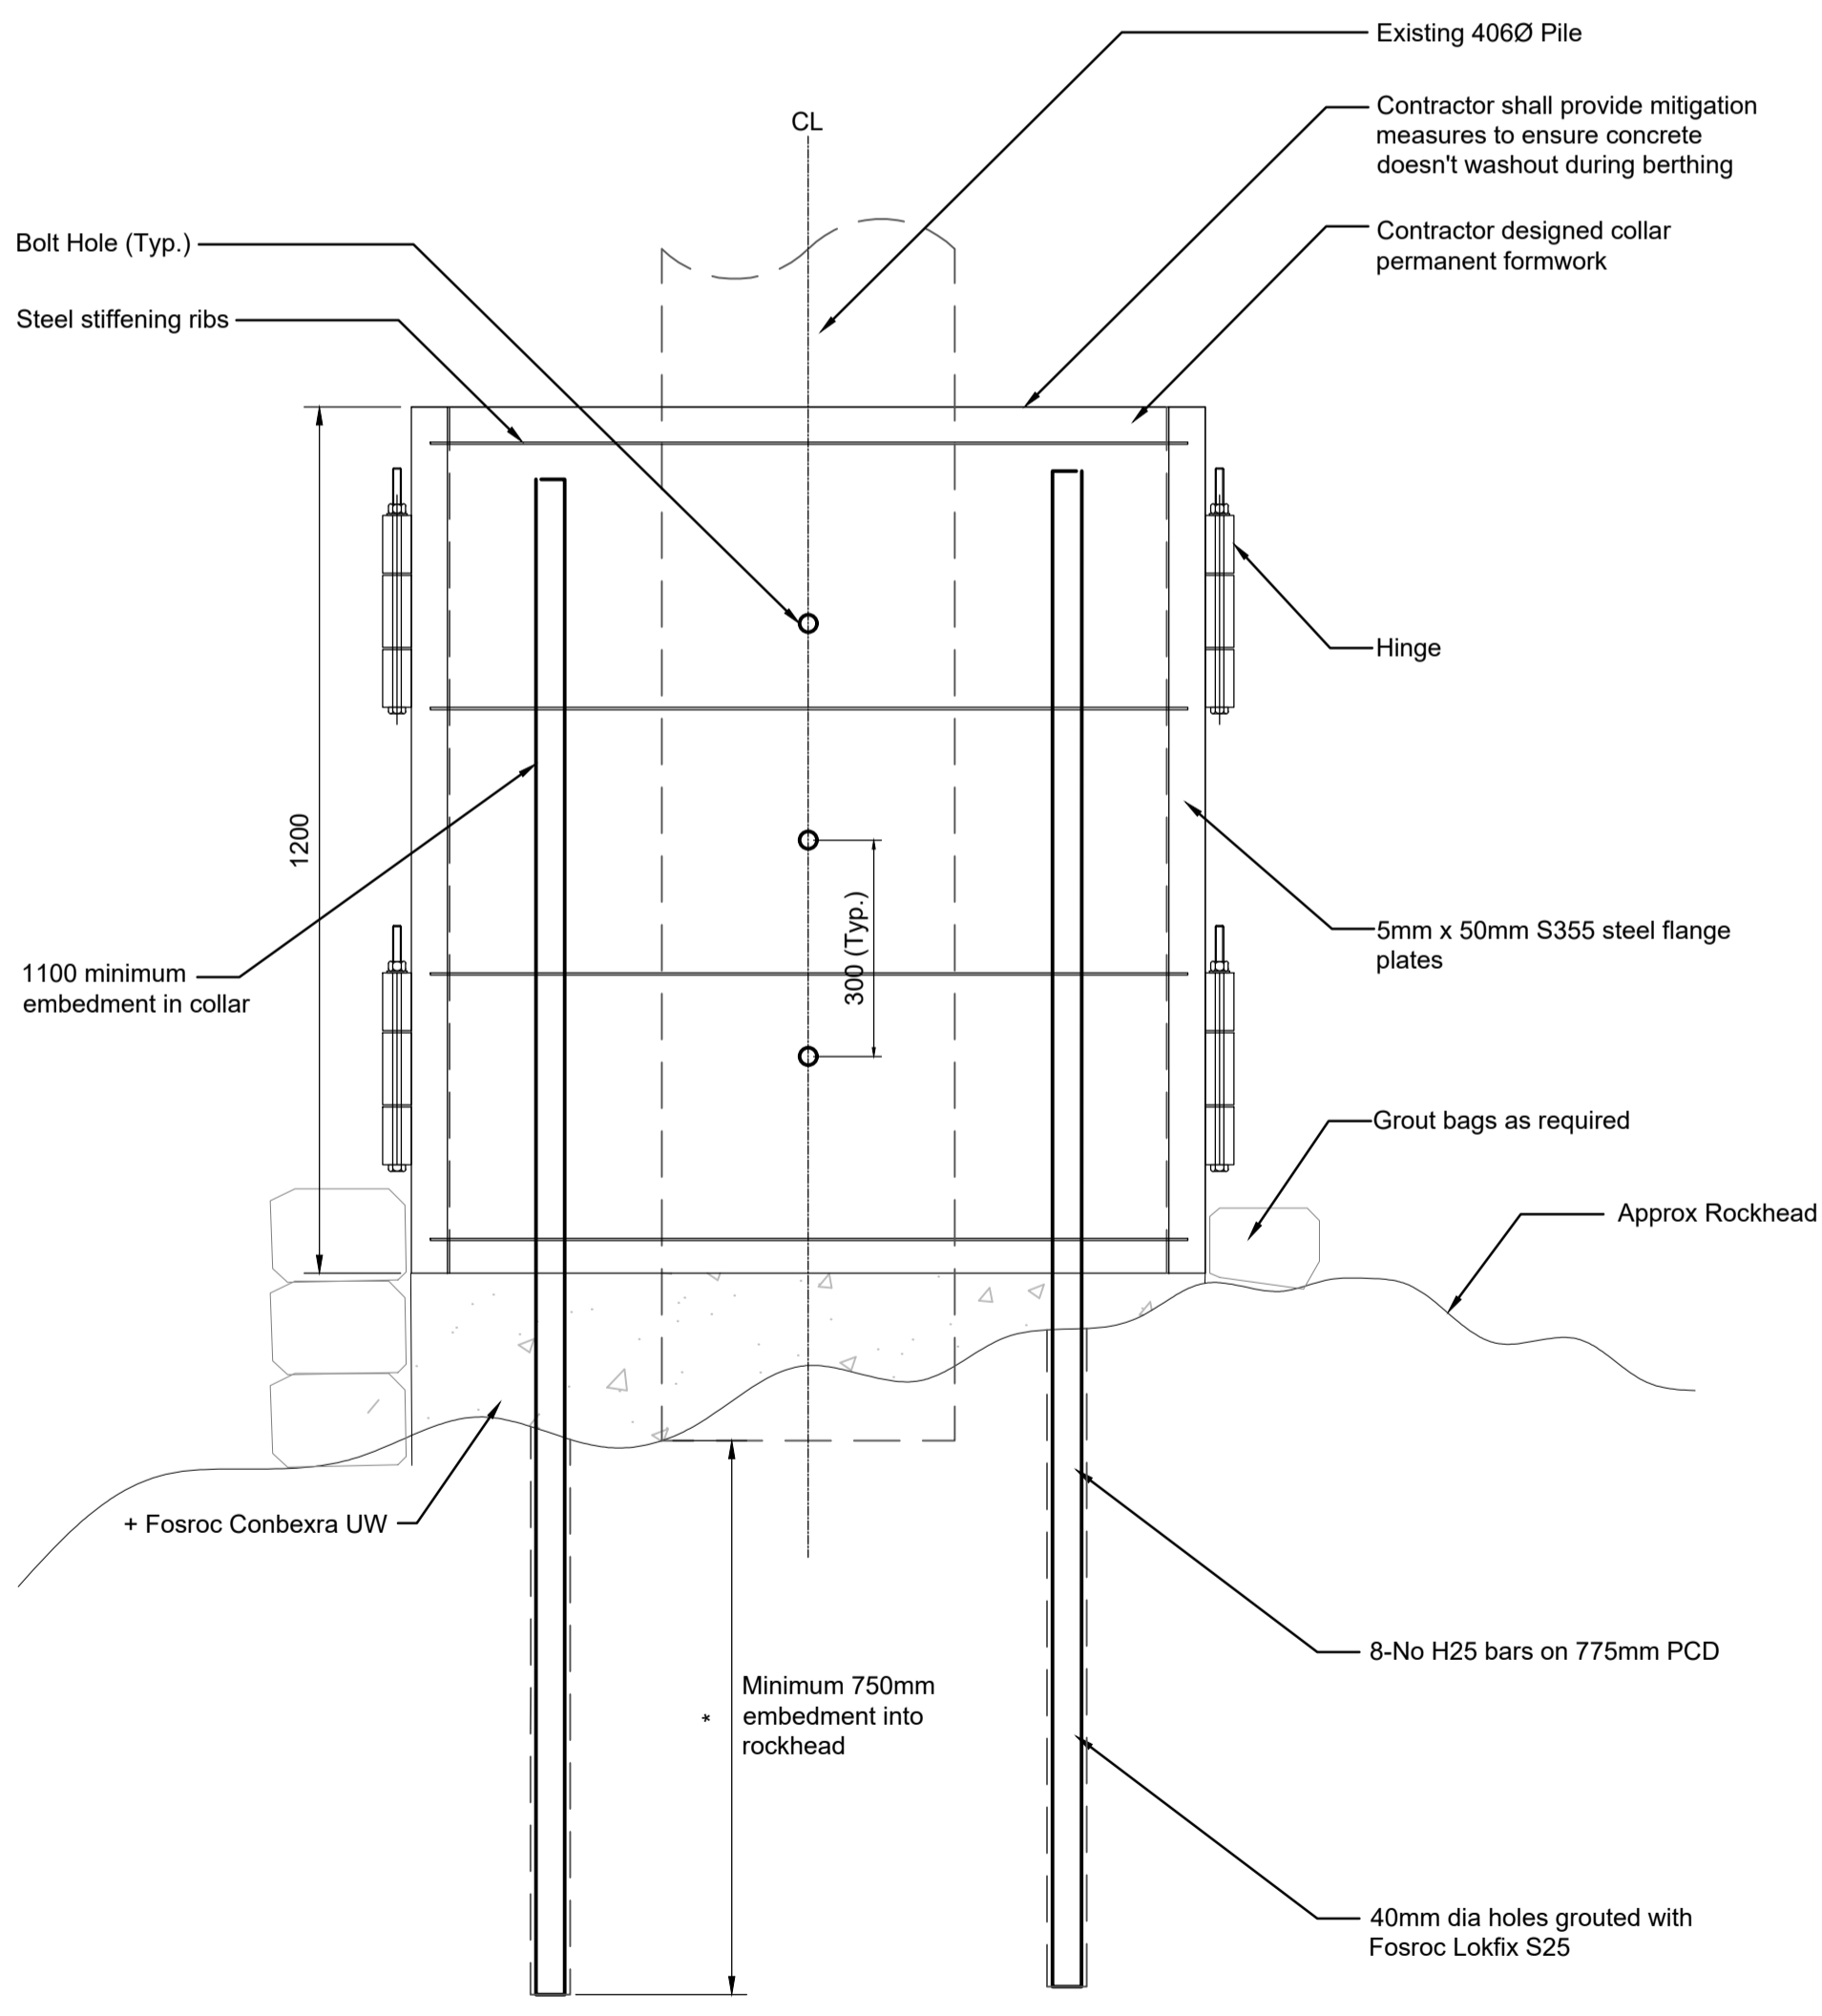 Existing 406Ø Pile
CL
Contractor shall provide mitigation
measures to ensure concrete
doesn't washout during berthing
Contractor designed collar
permanent formwork
Bolt Hole (Typ.)
Steel stiffening ribs
Hinge
1200
300 (Typ.)
5mm x 50mm S355 steel flange
plates
1100 minimum
embedment in collar
Grout bags as required
Approx Rockhead
+ Fosroc Conbexra UW
8-No H25 bars on 775mm PCD
*
Minimum 750mm
embedment into
rockhead
40mm dia holes grouted with
Fosroc Lokfix S25